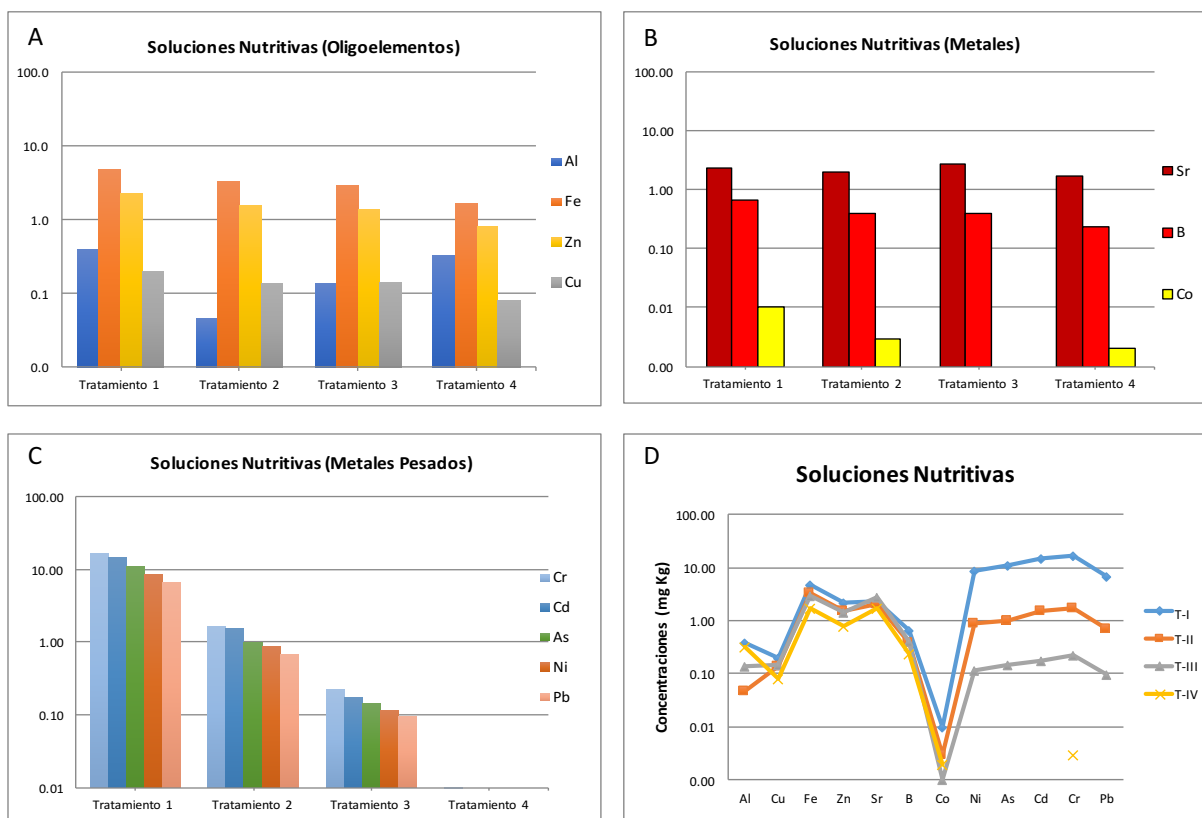 A
Soluciones Nutritivas (Oligoelementos)
100.0
10.0
1.0
0.1
0.0
Tratamiento 1
Tratamiento 2
Tratamiento 3
Tratamiento 4
Al
Fe
Zn
Cu
B
Soluciones Nutritivas (Metales)
100.00
10.00
1.00
0.10
0.01
0.00
Tratamiento 1
Tratamiento 2
Tratamiento 3
Tratamiento 4
Sr
B
Co
C
Soluciones Nutritivas (Metales Pesados)
100.00
10.00
1.00
0.10
0.01
Tratamiento 1
Tratamiento 2
Tratamiento 3
Tratamiento 4
Cr
Cd
As
Ni
Pb
D
Soluciones Nutritivas
Concentraciones (mg Kg)
100.00
10.00
1.00
0.10
0.01
0.00
Al Cu Fe Zn Sr B Co Ni As Cd Cr Pb
T-I
T-II
T-III
T-IV